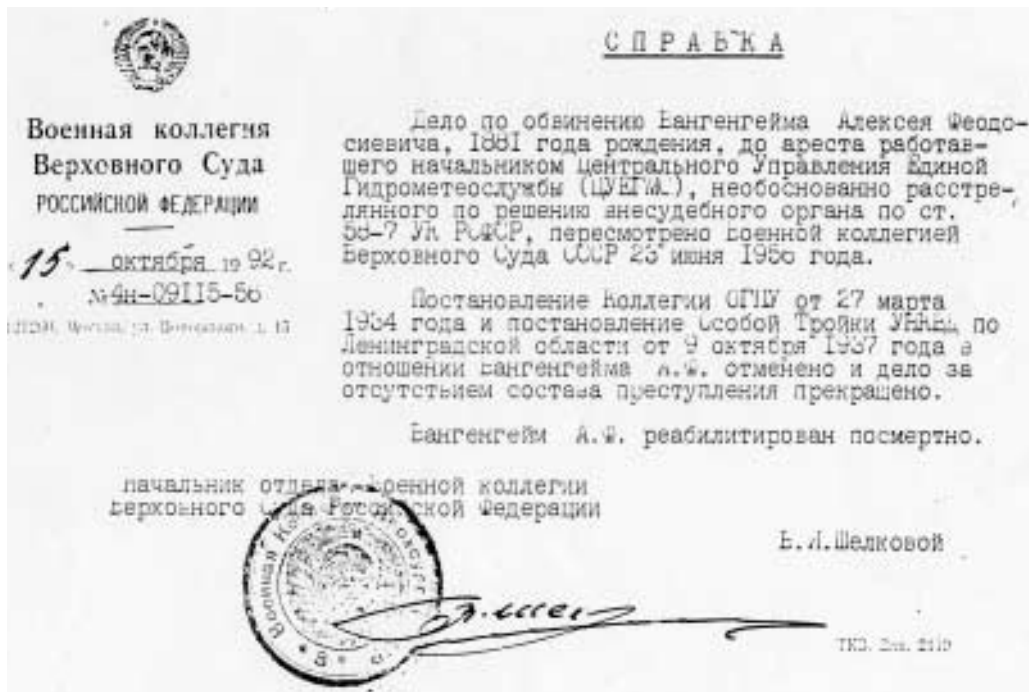 СПРАВКА
Военная коллегия
Верховного Суда
РОССИЙСКОЙ ФЕДЕРАЦИИ
"15" октября 1992 г.
№ 4н-09115-56
Дело по обвинению Вангенгейма Алексея Феодо-
сиевича, 1881 года рождения, до ареста работав-
шего начальником Центрального Управления Единой
Гидрометеослужбы (ЦУЕГМС), необоснованно расстре-
лянного по решению внесудебного органа по ст.
58-7 УК РСФСР, пересмотрено Военной коллегией
Верховного Суда СССР 23 июня 1956 года.
Постановление Коллегии ОГПУ от 27 марта
1934 года и постановление Особой Тройки УНКВД по
Ленинградской области от 9 октября 1937 года в
отношении Вангенгейма А.Ф. отменено и дело за
отсутствием состава преступления прекращено.
Вангенгейм А.Ф. реабилитирован посмертно.
Начальник отдела Военной коллегии
Верховного Суда Российской Федерации
Шелковой